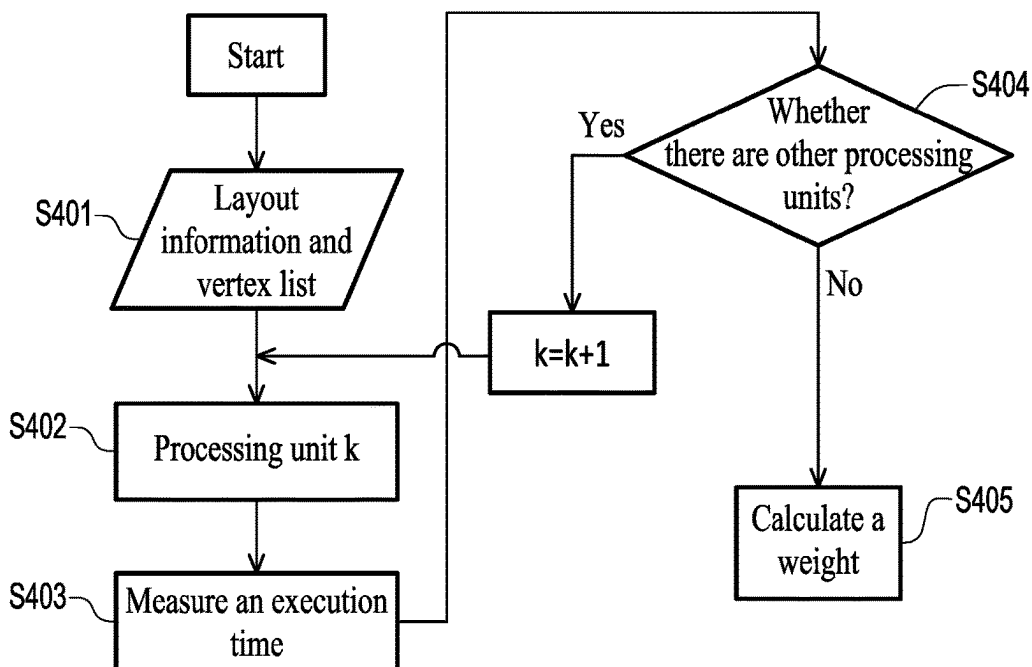 Start
S401
Layout
information and
vertex list
S402
Processing unit k
S403
Measure an execution
time
S404
Whether
there are other processing
units?
Yes
k=k+1
No
S405
Calculate a
weight